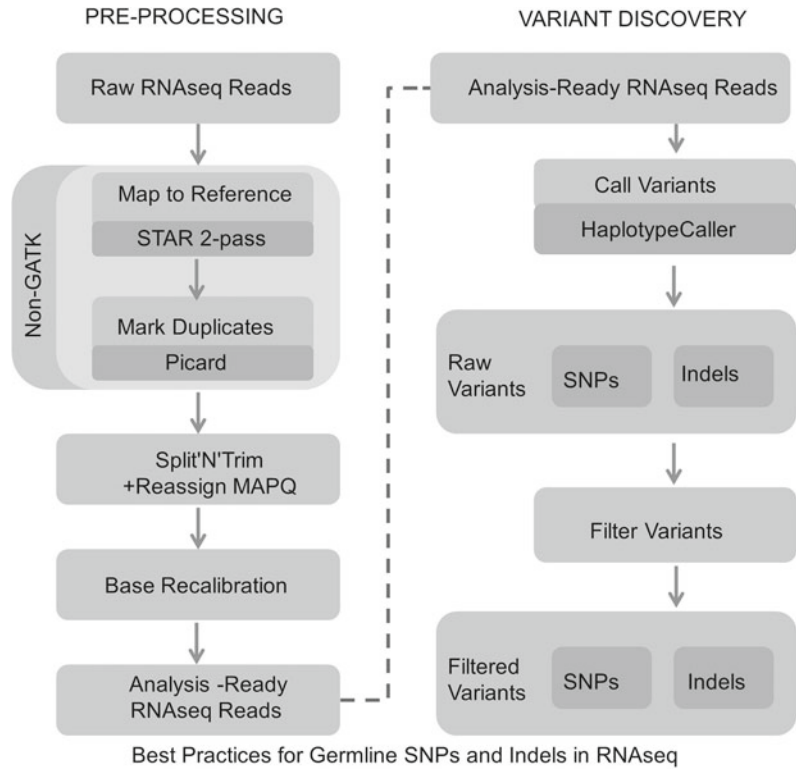 PRE-PROCESSING
Raw RNAseq Reads
Non-GATK
Map to Reference
STAR 2-pass
Mark Duplicates
Picard
Split'N'Trim
+Reassign MAPQ
Base Recalibration
Analysis -Ready
RNAseq Reads
VARIANT DISCOVERY
Analysis-Ready RNAseq Reads
Call Variants
HaplotypeCaller
Raw
Variants
SNPs
Indels
Filter Variants
Filtered
Variants
SNPs
Indels
Best Practices for Germline SNPs and Indels in RNAseq